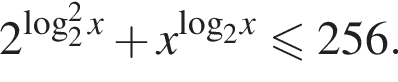 $2^{\log_2^2 x} + x^{\log_2 x} \leqslant 256.$